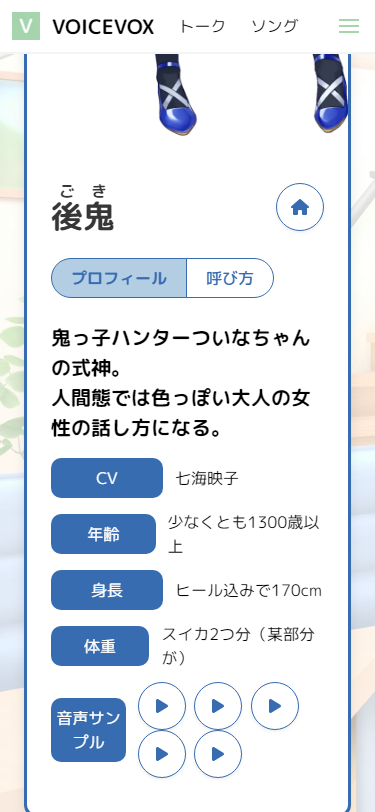 V VOICEVOX トーク ソング
ごき
後鬼
プロフィール 呼び方
鬼っ子ハンターついなちゃん
の式神。
人間態では色っぽい大人の女
性の話し方になる。
CV 七海映子
年齢 少なくとも1300歳以
上
身長 ヒール込みで170cm
体重 スイカ2つ分（某部分
が）
音声サン
プル